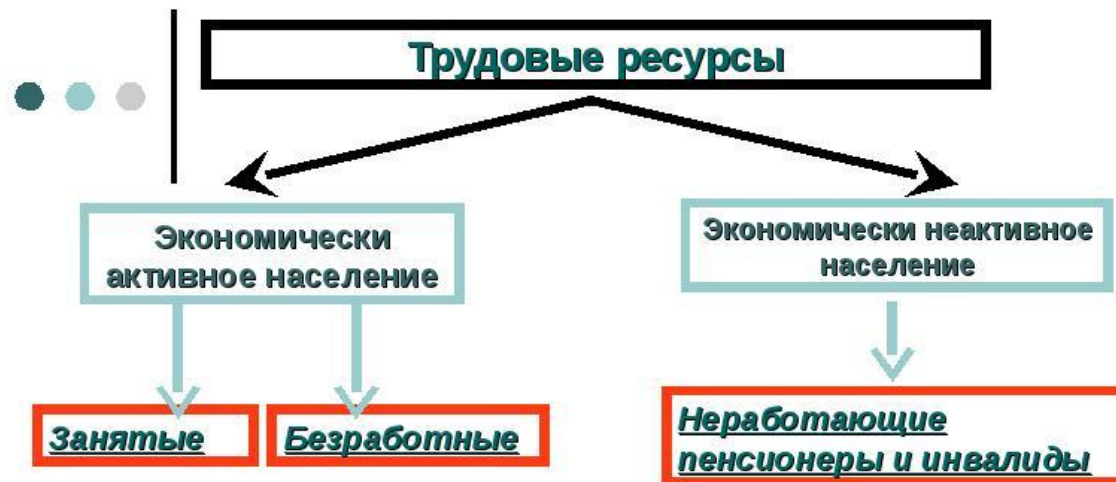 Трудовые ресурсы
Экономически
активное население
Экономически неактивное
население
Занятые
Безработные
Неработающие
пенсионеры и инвалиды